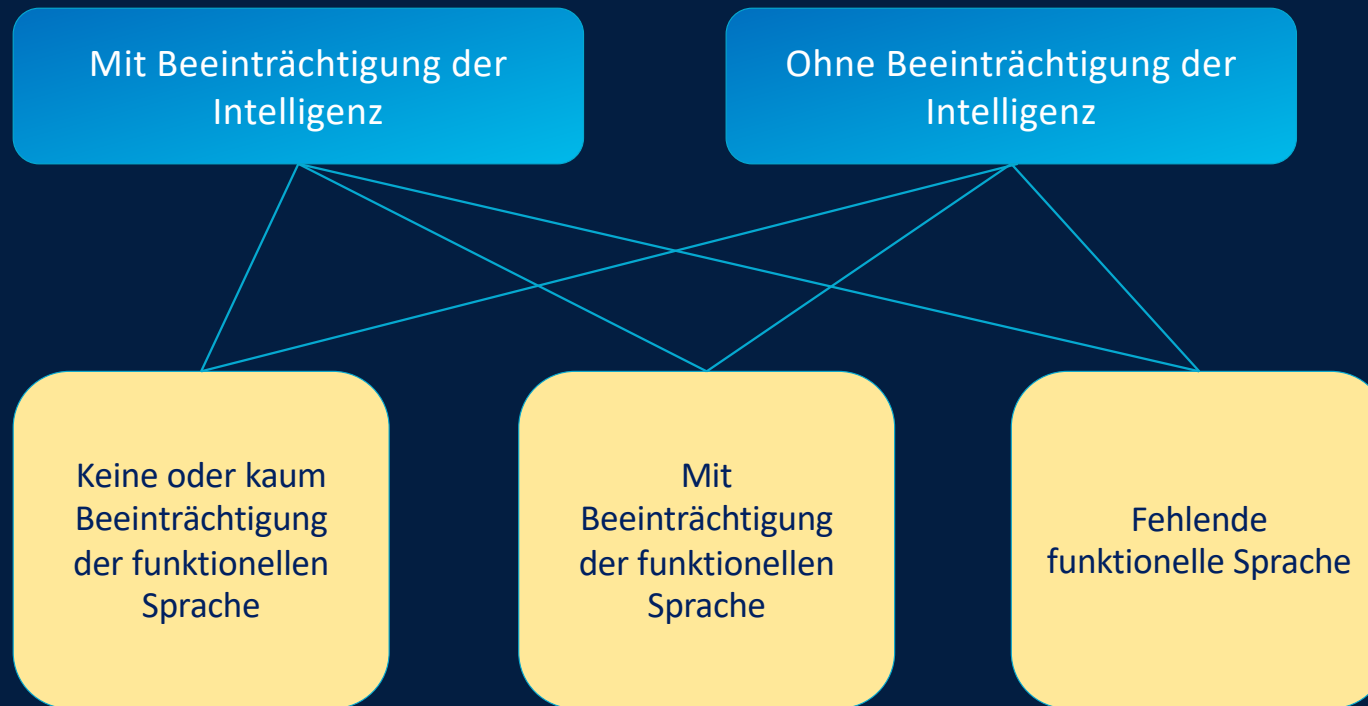 Mit Beeinträchtigung der
Intelligenz
Ohne Beeinträchtigung der
Intelligenz
Keine oder kaum
Beeinträchtigung
der funktionellen
Sprache
Mit
Beeinträchtigung
der funktionellen
Sprache
Fehlende
funktionelle Sprache